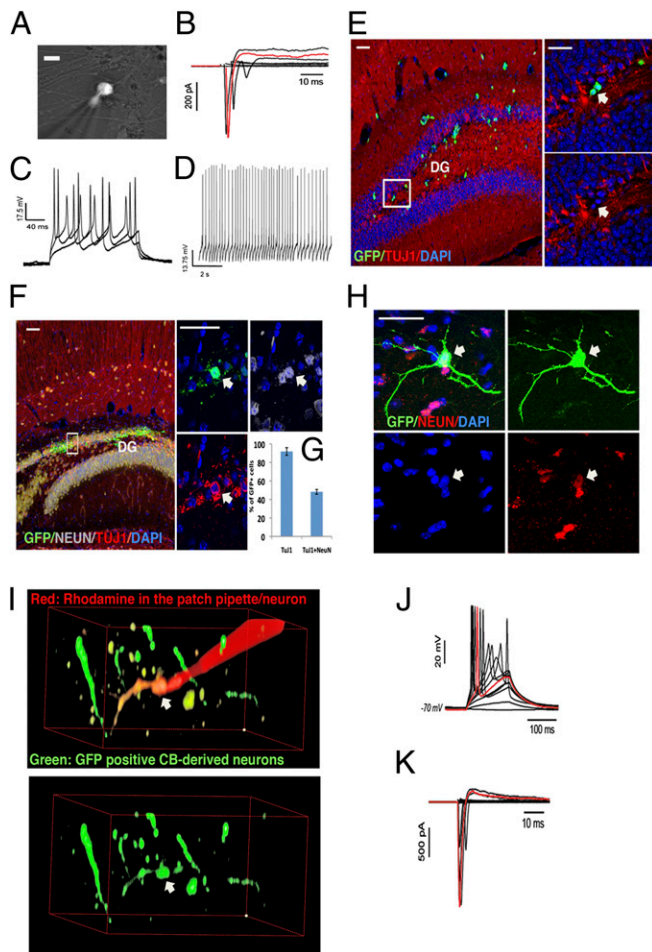 A
B
200 pA
10 ms
C
17.5 mV
40 ms
D
13.75 mV
2 s
E
DG
GFP/TUJ1/DAPI
F
DG
GFP/NEUN/TUJ1/DAPI
G
% of GFP+ cells
100
80
60
40
20
0
TuJ1
TuJ1+NeuN
H
GFP/NEUN/DAPI
I
Red: Rhodamine in the patch pipette/neuron
Green: GFP positive CB-derived neurons
J
20 mV
-70 mV
100 ms
K
500 pA
10 ms